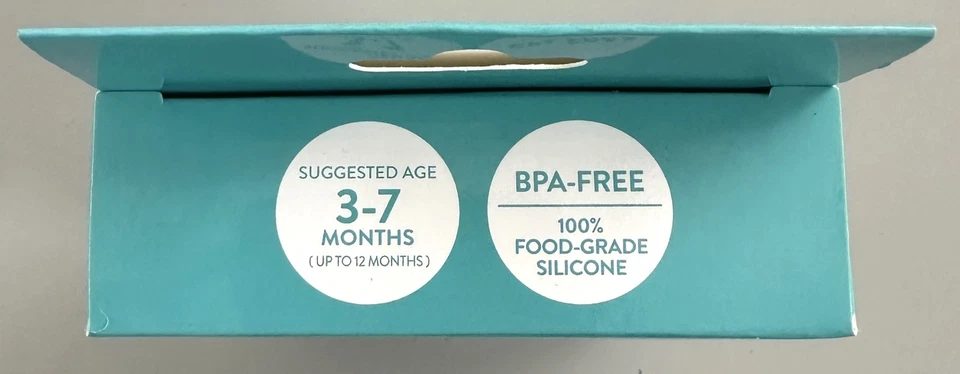 SUGGESTED AGE
3-7
MONTHS
( UP TO 12 MONTHS )
BPA-FREE
100%
FOOD-GRADE
SILICONE